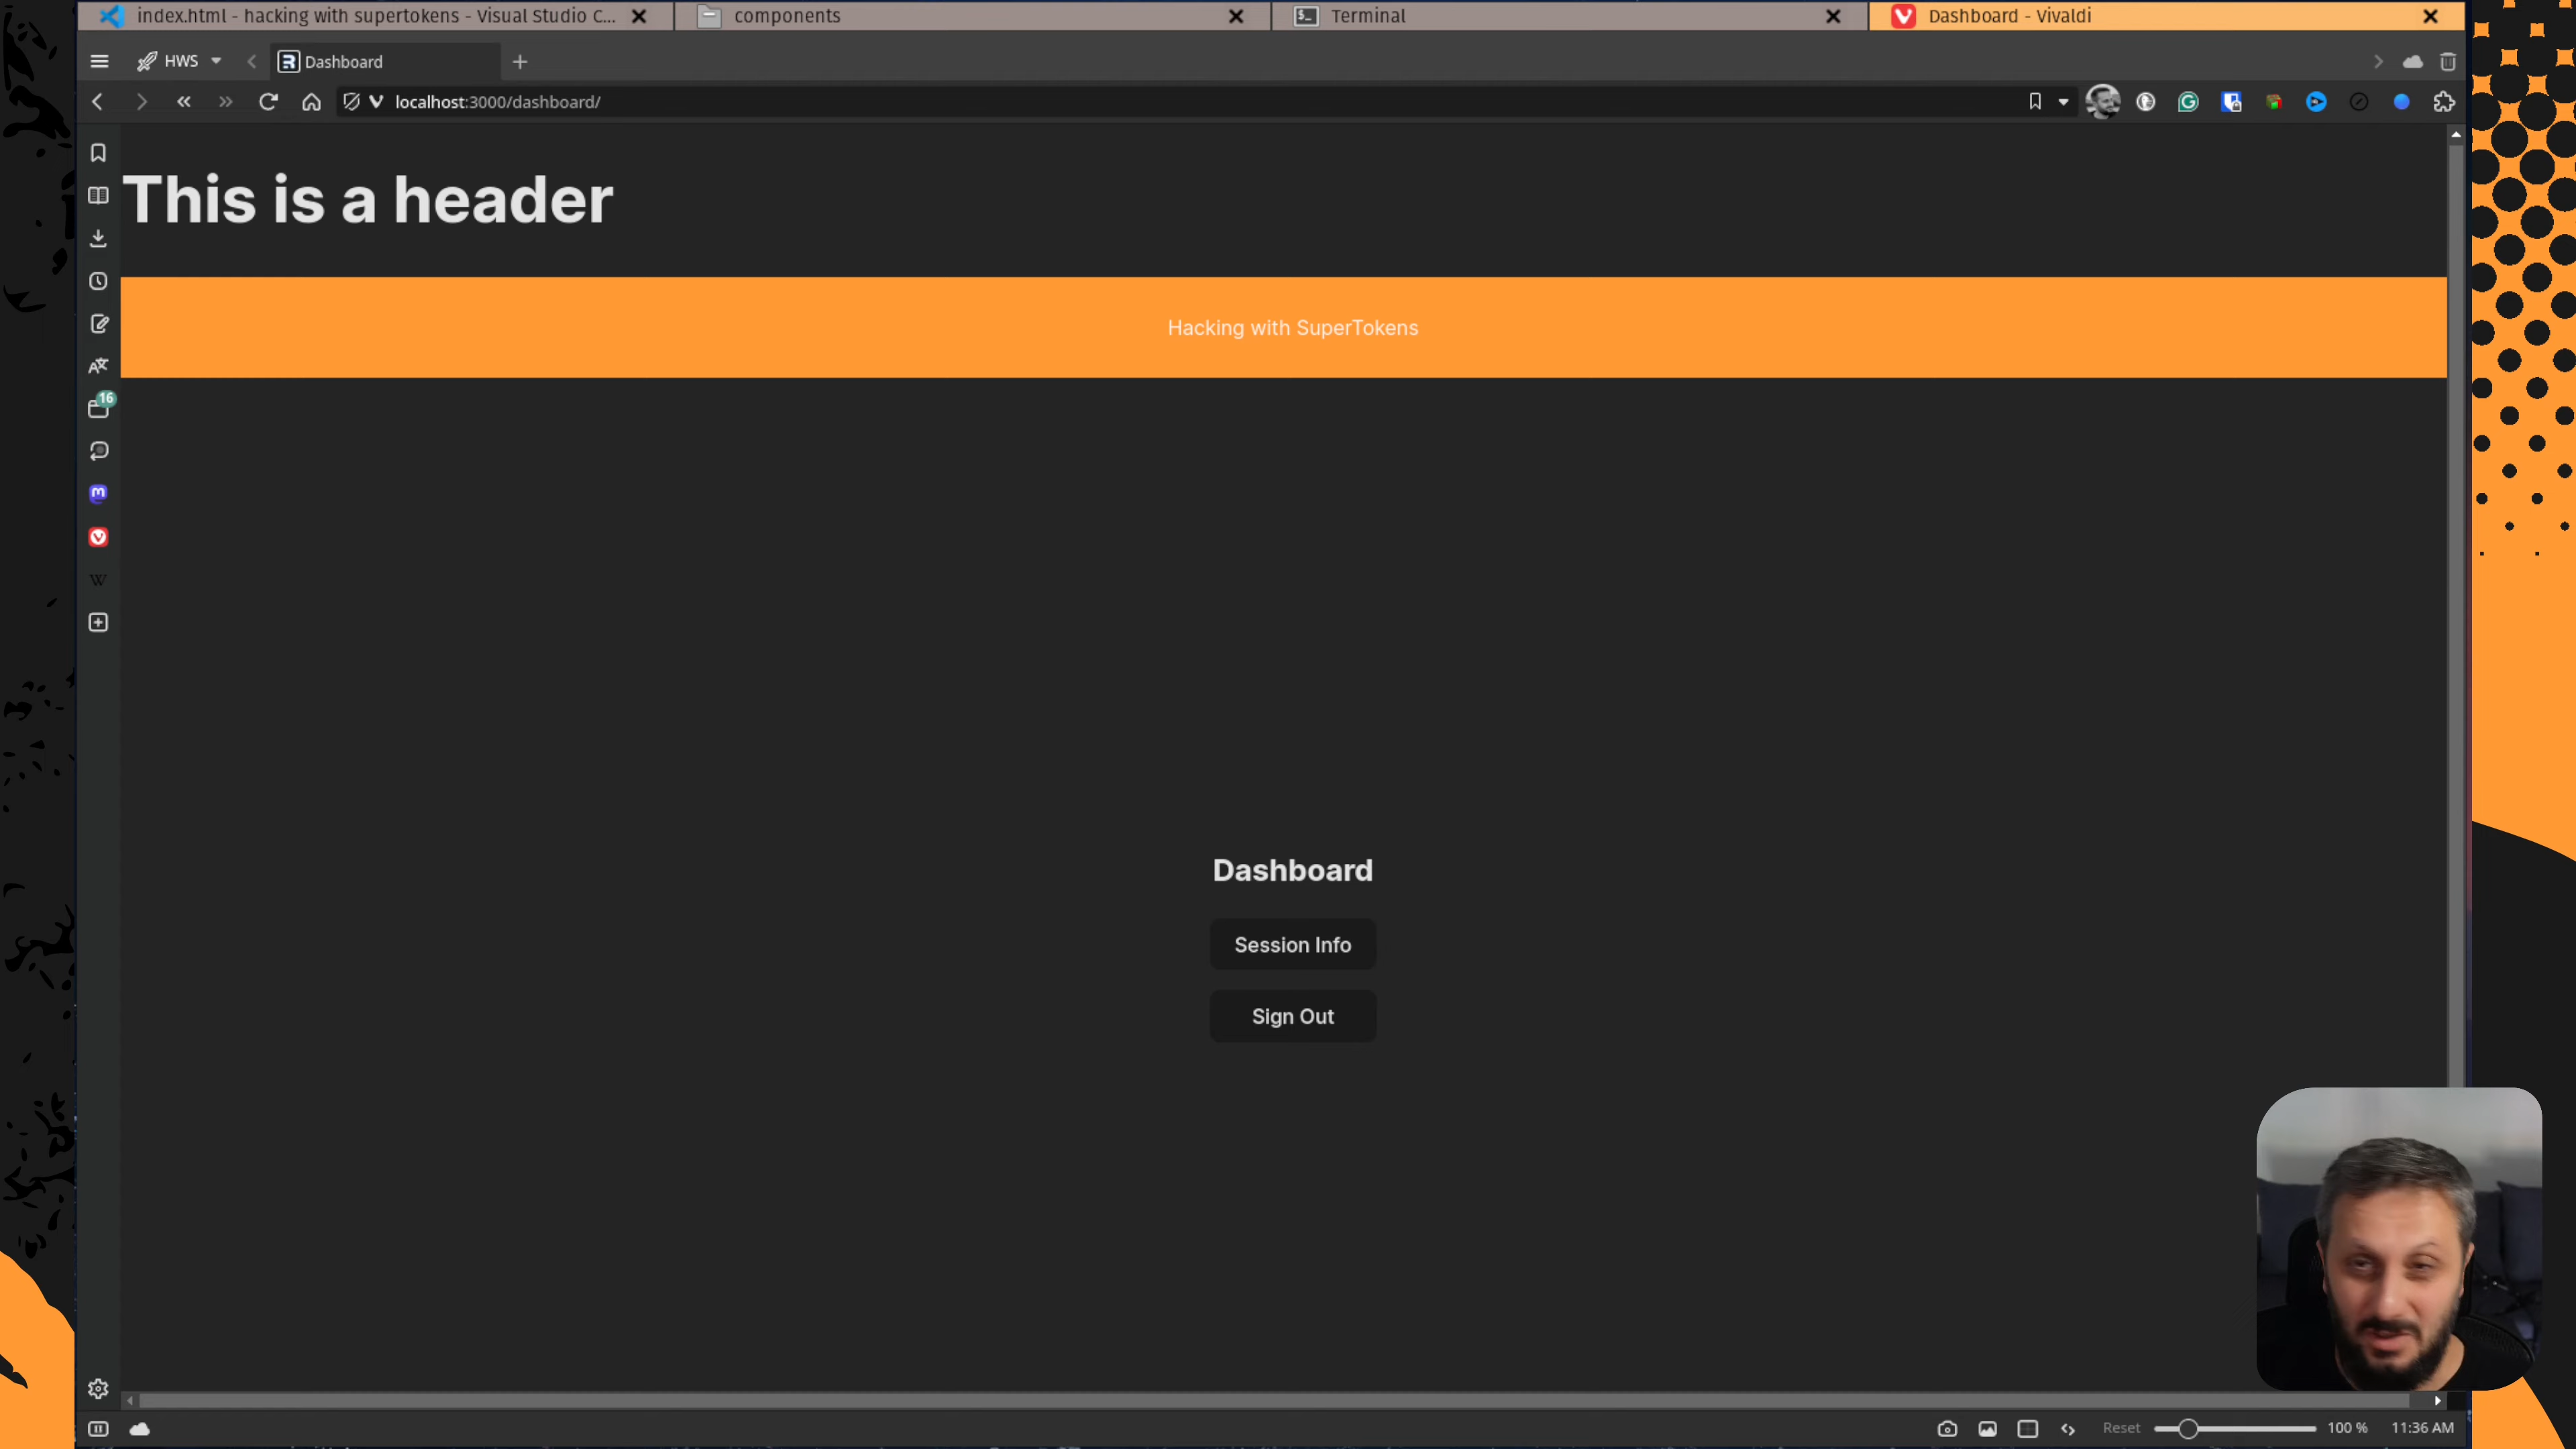 index.html - hacking with supertokens - Visual Studio C...
components
Terminal
Dashboard - Vivaldi
HWS
Dashboard
localhost:3000/dashboard/
This is a header
Hacking with SuperTokens
16
Dashboard
Session Info
Sign Out
Reset
100 %
11:36 AM